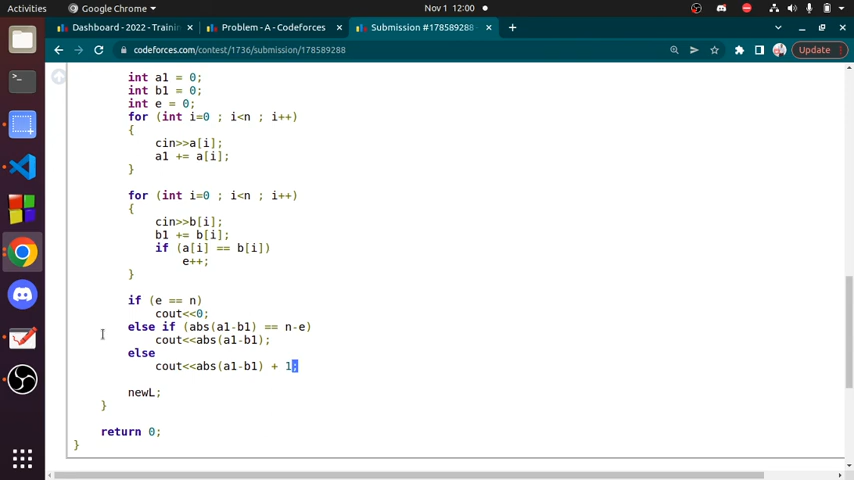 Activities
Google Chrome
Nov 1 12:00
Dashboard - 2022 - Trainin
Problem - A - Codeforces
Submission #178589288 -
codeforces.com/contest/1736/submission/178589288
Update
int a1 = 0;
int b1 = 0;
int e = 0;
for (int i=0 ; i<n ; i++)
{
cin>>a[i];
a1 += a[i];
}
for (int i=0 ; i<n ; i++)
{
cin>>b[i];
b1 += b[i];
if (a[i] == b[i])
e++;
}
if (e == n)
cout<<0;
else if (abs(a1-b1) == n-e)
cout<<abs(a1-b1);
else
cout<<abs(a1-b1) + 1;
newL;
}
return 0;
}